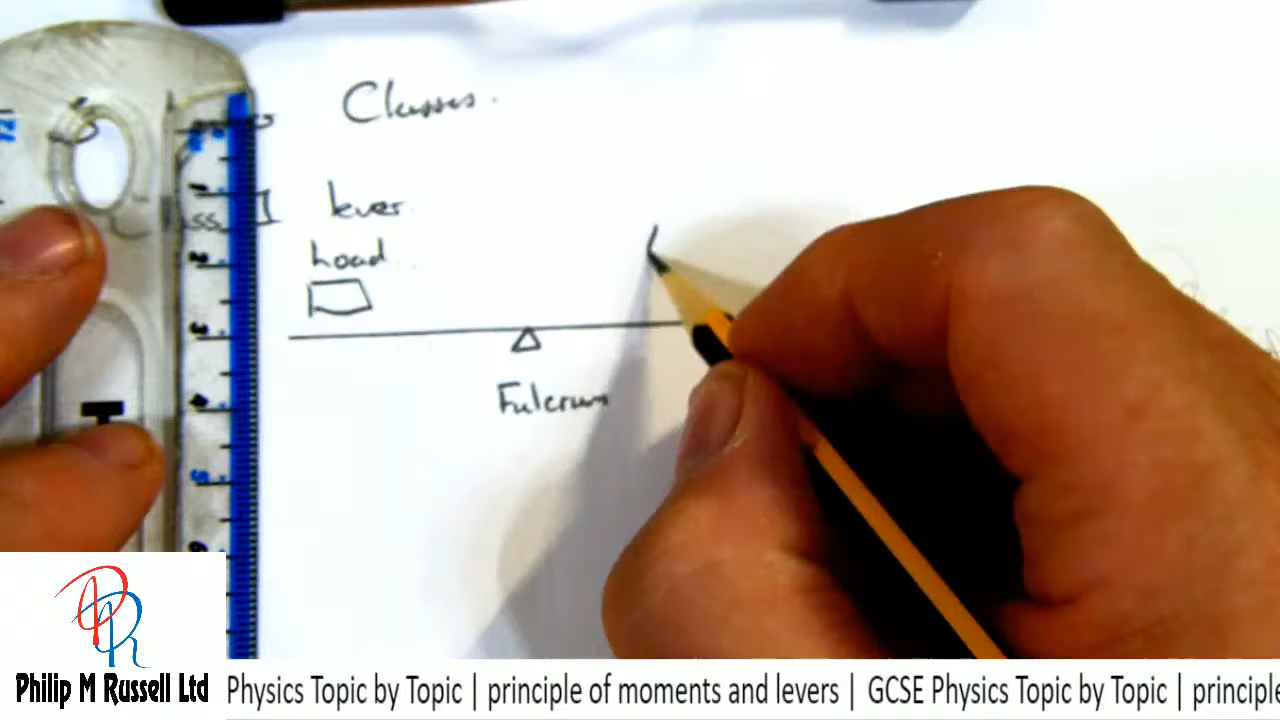 Classes.
lever
Load
Fulcrum
Philip M Russell Ltd
Physics Topic by Topic | principle of moments and levers | GCSE Physics Topic by Topic | principle